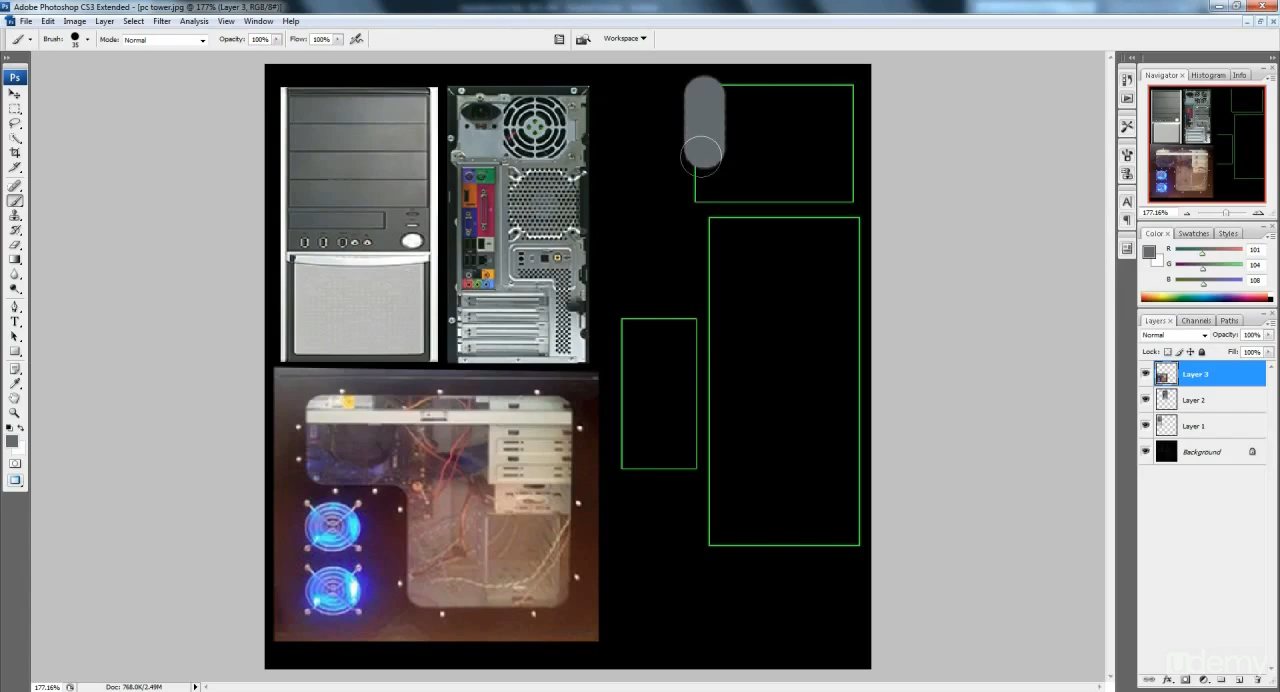 Adobe Photoshop CS3 Extended - [pc tower.jpg @ 177% (Layer 3, RGB/8#)]
File Edit Image Layer Select Filter Analysis View Window Help
Brush: 35 Mode: Normal Opacity: 100% Flow: 100% Workspace
Ps
Navigator × Histogram Info
177.16%
Color × Swatches Styles
R 101
G 104
B 108
Layers × Channels Paths
Normal Opacity: 100%
Lock: Fill: 100%
Layer 3
Layer 2
Layer 1
Background
177.16% Doc: 768.0K/2.49M
udemy